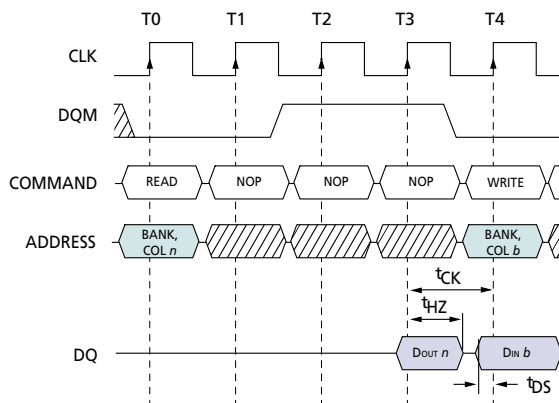 T0 T1 T2 T3 T4
CLK
DQM
COMMAND READ NOP NOP NOP WRITE
ADDRESS BANK, COL n BANK, COL b
tCK
tHZ
DQ DOUT n DIN b
tDS